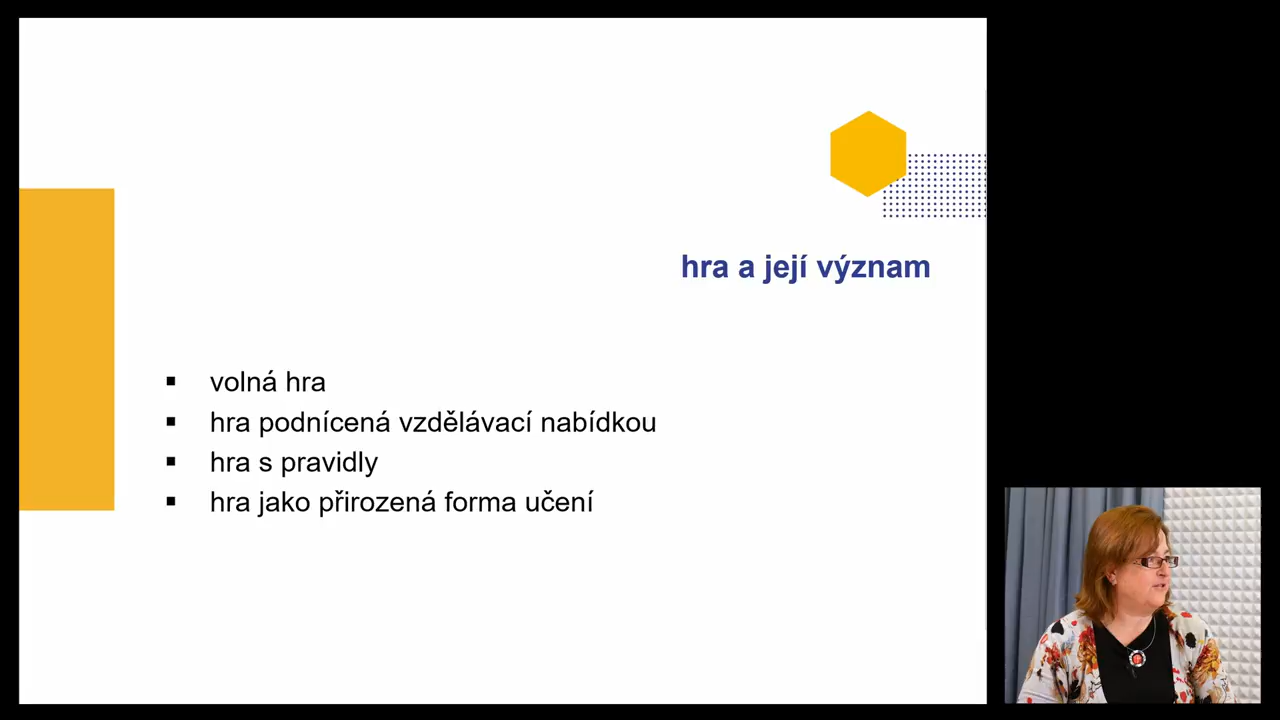 hra a její význam
volná hra
hra podnícená vzdělávací nabídkou
hra s pravidly
hra jako přirozená forma učení